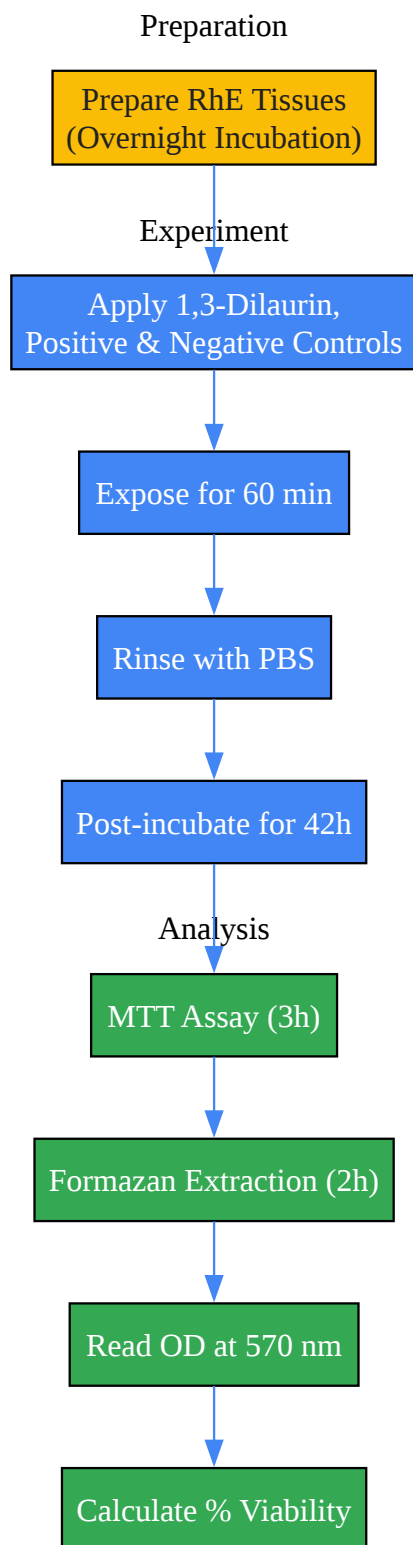 Preparation
Prepare RhE Tissues
(Overnight Incubation)
Experiment
Apply 1,3-Dilaurin,
Positive & Negative Controls
Expose for 60 min
Rinse with PBS
Post-incubate for 42h
Analysis
MTT Assay (3h)
Formazan Extraction (2h)
Read OD at 570 nm
Calculate % Viability